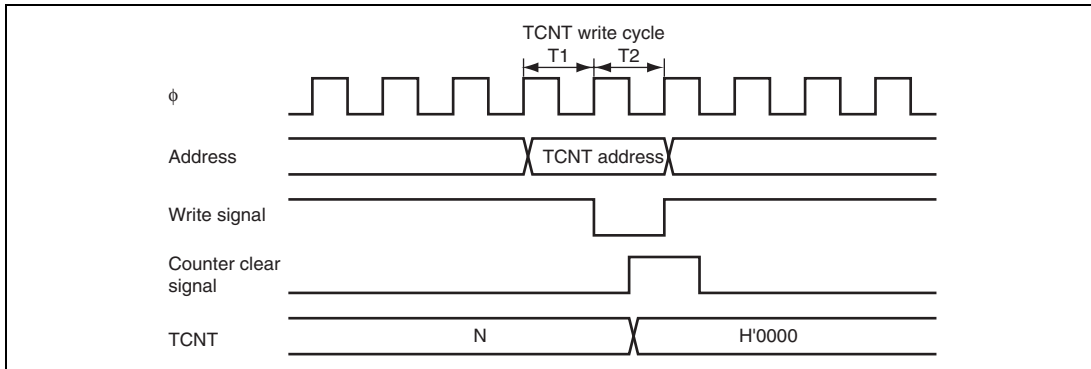 TCNT write cycle
T1 T2
ϕ
Address
TCNT address
Write signal
Counter clear
signal
TCNT
N
H'0000